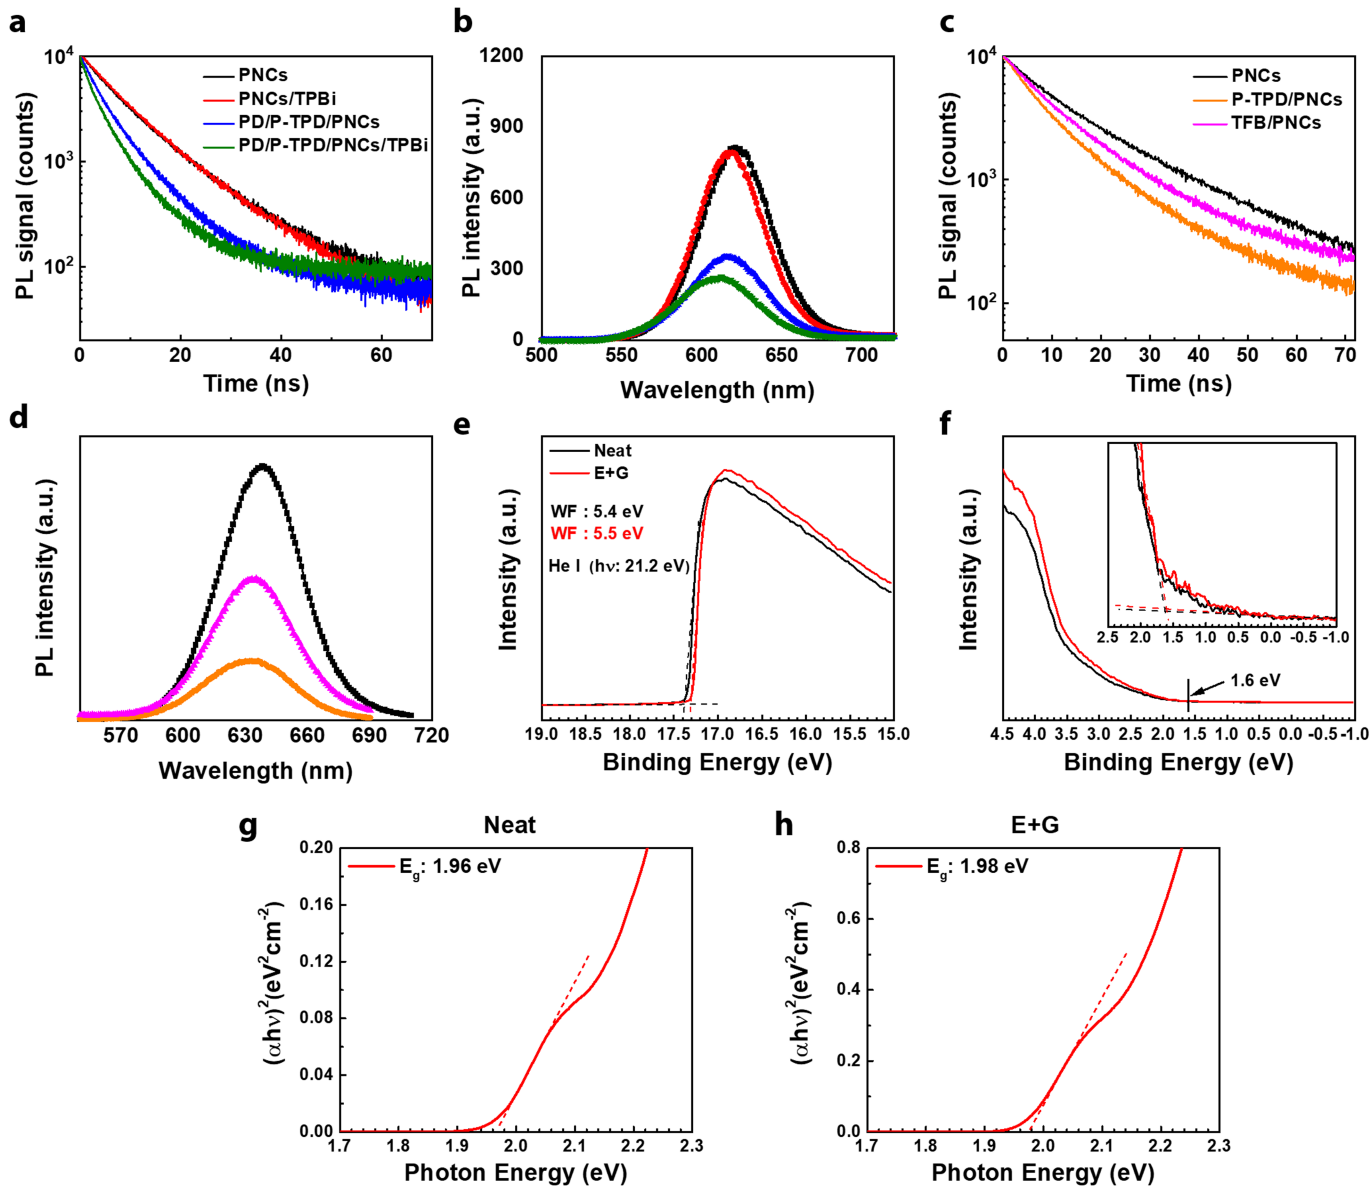 a
10^4
10^3
10^2
PL signal (counts)
0 20 40 60
Time (ns)
PNCs
PNCs/TPBi
PD/P-TPD/PNCs
PD/P-TPD/PNCs/TPBi
b
1200
900
600
300
0
PL intensity (a.u.)
500 550 600 650 700
Wavelength (nm)
c
10^4
10^3
10^2
PL signal (counts)
0 10 20 30 40 50 60 70
Time (ns)
PNCs
P-TPD/PNCs
TFB/PNCs
d
PL intensity (a.u.)
570 600 630 660 690 720
Wavelength (nm)
e
Intensity (a.u.)
Neat
E+G
WF : 5.4 eV
WF : 5.5 eV
He I (hν: 21.2 eV)
19.0 18.5 18.0 17.5 17.0 16.5 16.0 15.5 15.0
Binding Energy (eV)
f
Intensity (a.u.)
2.5 2.0 1.5 1.0 0.5 0.0 -0.5 -1.0
1.6 eV
4.5 4.0 3.5 3.0 2.5 2.0 1.5 1.0 0.5 0.0 -0.5 -1.0
Binding Energy (eV)
g
Neat
E_g: 1.96 eV
0.20
0.16
0.12
0.08
0.04
0.00
(αhν)^2(eV^2cm^-2)
1.7 1.8 1.9 2.0 2.1 2.2 2.3
Photon Energy (eV)
h
E+G
E_g: 1.98 eV
0.8
0.6
0.4
0.2
0.0
(αhν)^2(eV^2cm^-2)
1.7 1.8 1.9 2.0 2.1 2.2 2.3
Photon Energy (eV)